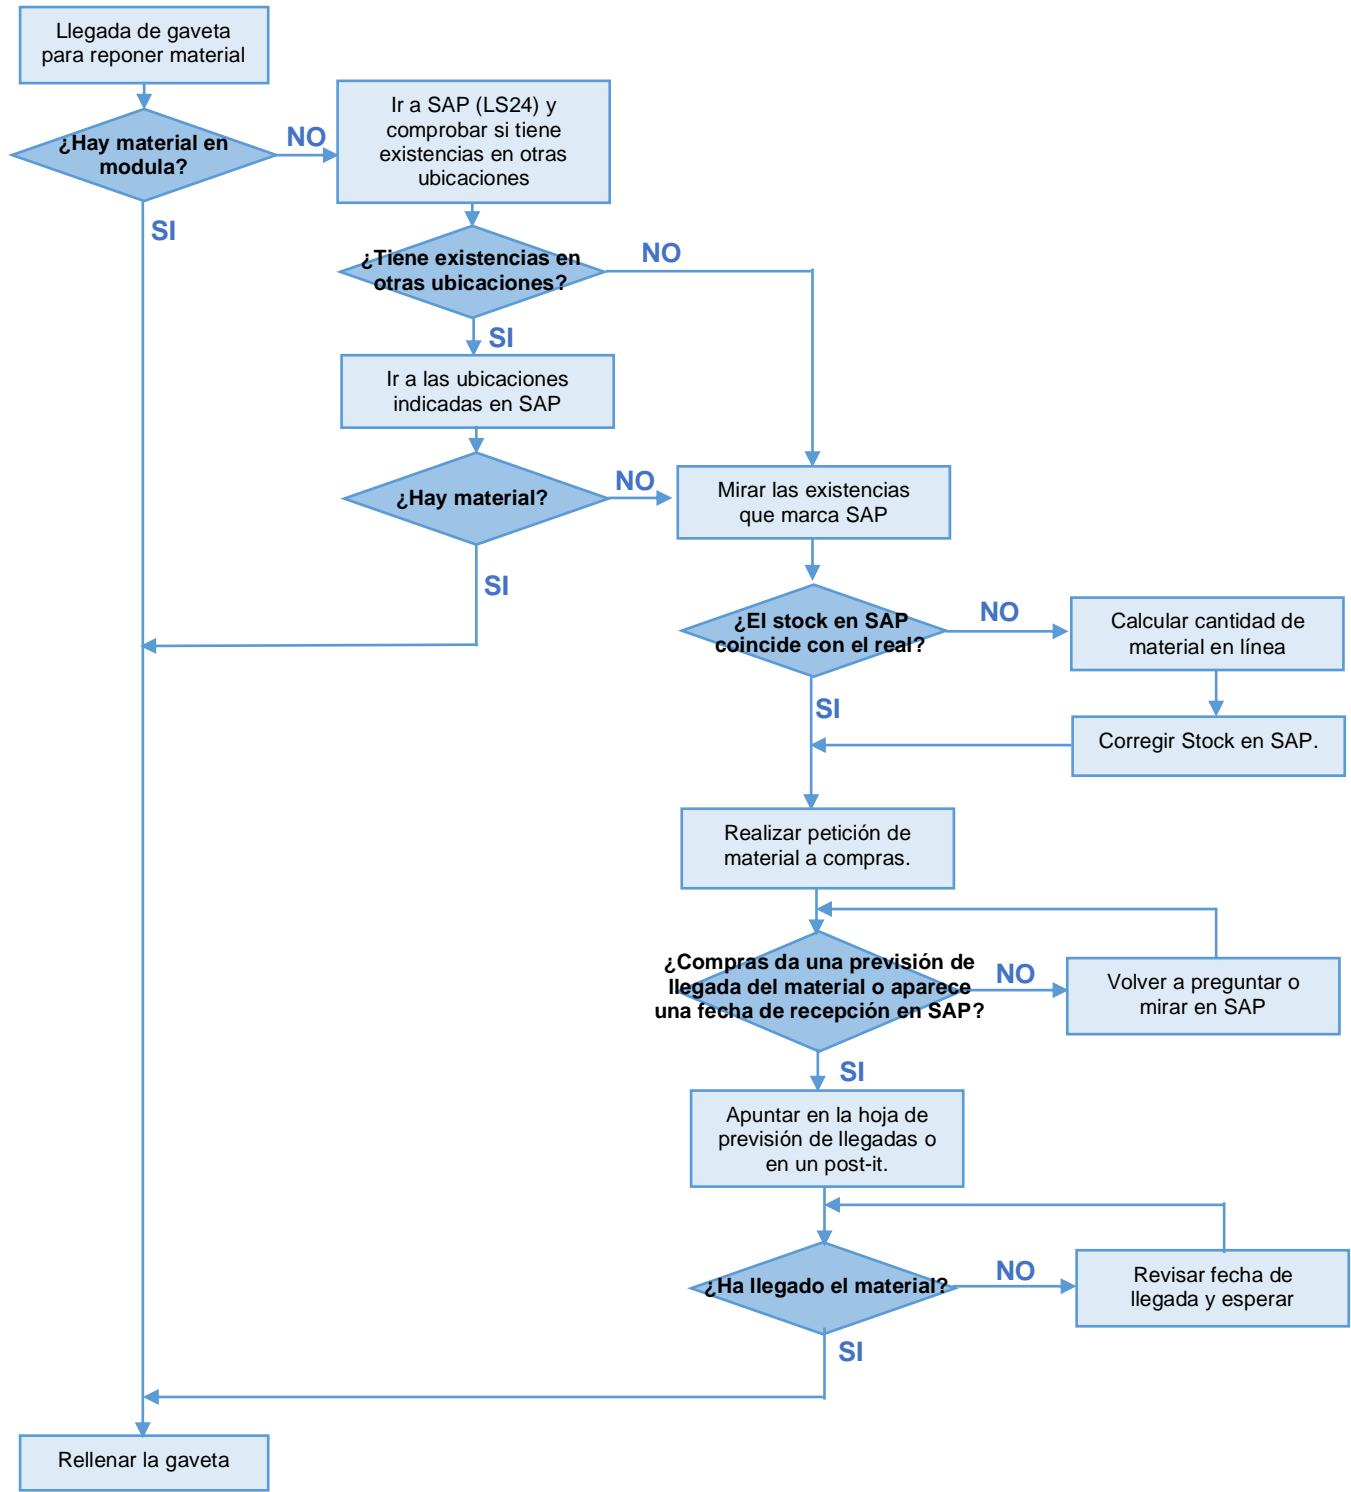 Llegada de gaveta
para reponer material
¿Hay material en
modula?
NO
SI
Ir a SAP (LS24) y
comprobar si tiene
existencias en otras
ubicaciones
¿Tiene existencias en
otras ubicaciones?
NO
SI
Ir a las ubicaciones
indicadas en SAP
¿Hay material?
NO
SI
Mirar las existencias
que marca SAP
¿El stock en SAP
coincide con el real?
NO
SI
Calcular cantidad de
material en línea
Corregir Stock en SAP.
Realizar petición de
material a compras.
¿Compras da una previsión de
llegada del material o aparece
una fecha de recepción en SAP?
NO
SI
Volver a preguntar o
mirar en SAP
Apuntar en la hoja de
previsión de llegadas o
en un post-it.
¿Ha llegado el material?
NO
SI
Revisar fecha de
llegada y esperar
Rellenar la gaveta